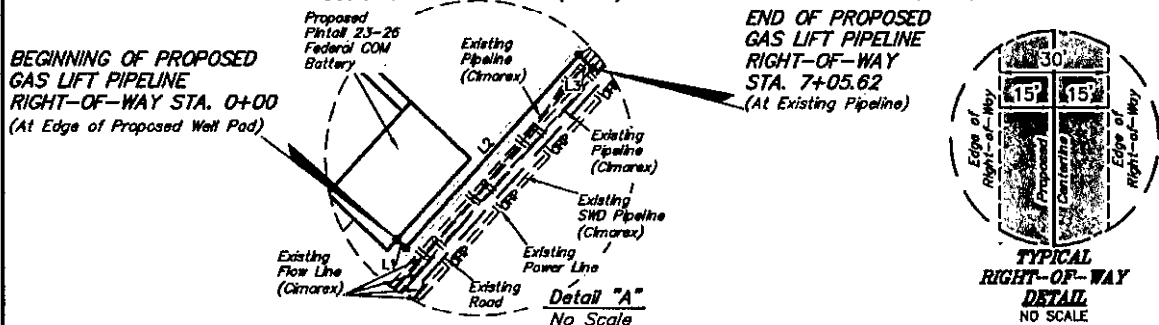 BEGINNING OF PROPOSED
GAS LIFT PIPELINE
RIGHT-OF-WAY STA. 0+00
(At Edge of Proposed Well Pad)
Proposed
Pintail 23-26
Federal COM
Battery
Existing
Pipeline
(Cimarex)
END OF PROPOSED
GAS LIFT PIPELINE
RIGHT-OF-WAY
STA. 7+05.62
(At Existing Pipeline)
L3
L2
L1
Existing
Pipeline
(Cimarex)
Existing
SWD Pipeline
(Cimarex)
Existing
Power Line
Existing
Road
Existing
Flow Line
(Cimarex)
DRP
DRP
DRP
DRP
Detail "A"
No Scale
30'
15'
15'
Edge of
Right-of-Way
Proposed
Centerline
Edge of
Right-of-Way
TYPICAL
RIGHT-OF-WAY
DETAIL
NO SCALE